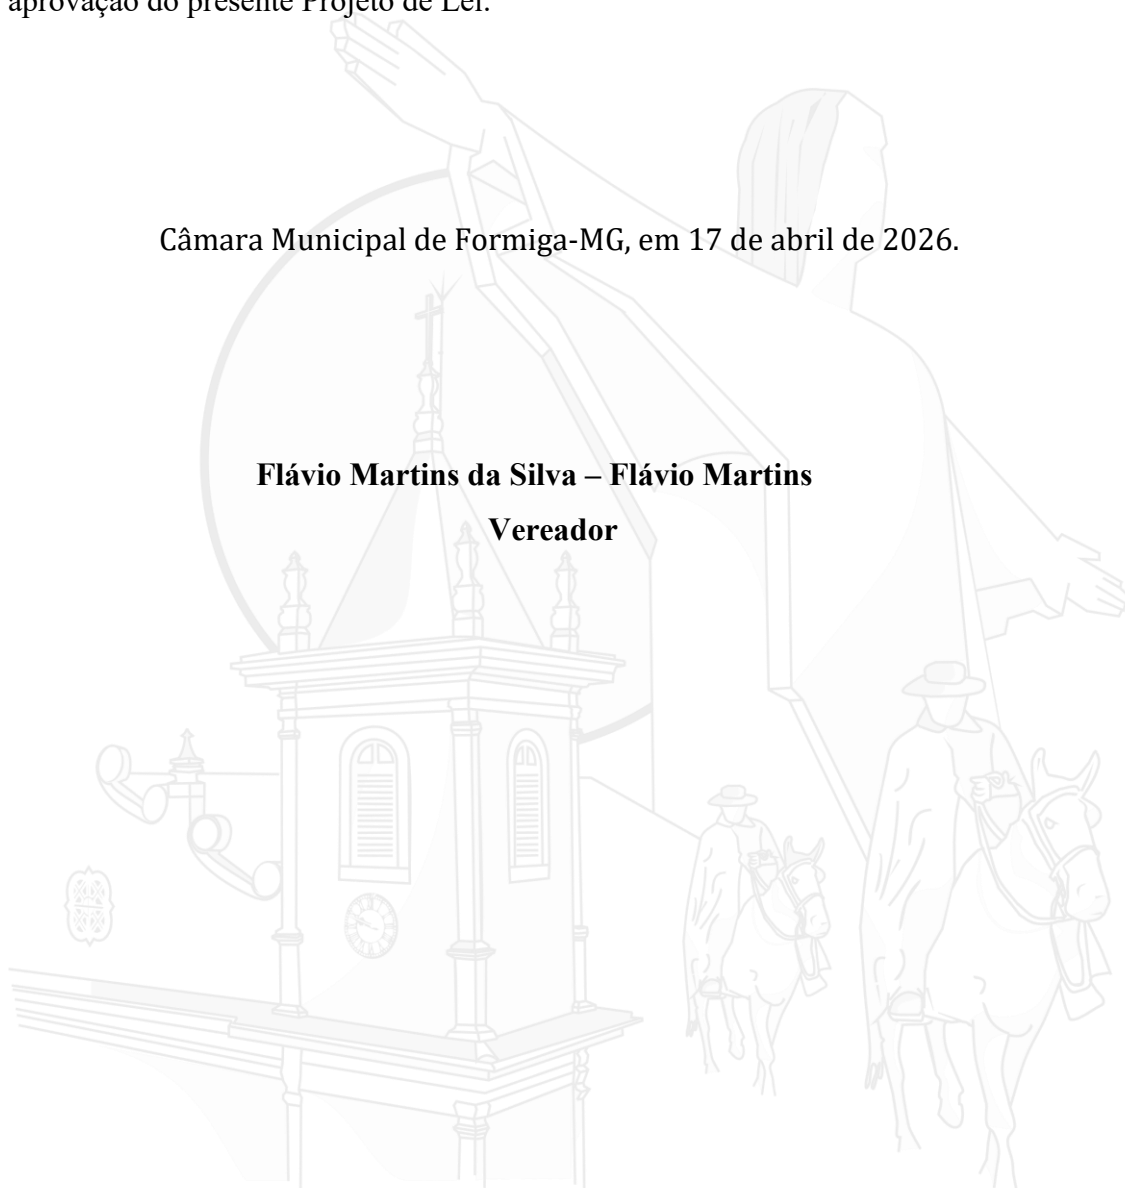 aprovação do presente Projeto de Lei.
Câmara Municipal de Formiga-MG, em 17 de abril de 2026.
Flávio Martins da Silva – Flávio Martins
Vereador